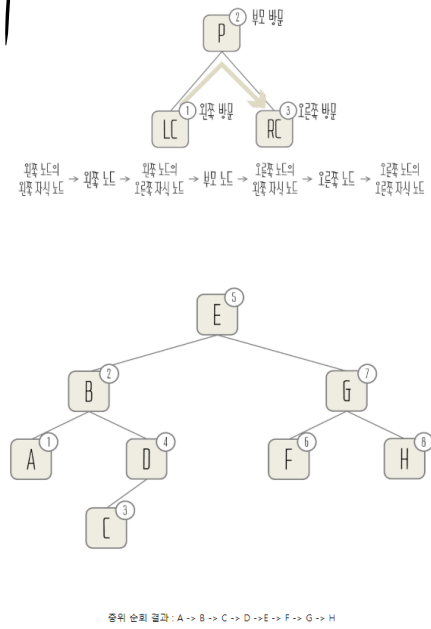 2 부모 방문
P
1 왼쪽 방문
3 오른쪽 방문
LC
RC
왼쪽 노드의 왼쪽 노드의 오른쪽 노드의 오른쪽 노드의
왼쪽 자식 노드 → 왼쪽 노드 → 오른쪽 자식 노드 → 부모 노드 → 왼쪽 자식 노드 → 오른쪽 노드 → 오른쪽 자식 노드
5
E
2
7
B
G
1
4
6
8
A
D
F
H
3
C
중위 순회 결과 : A -> B -> C -> D ->E -> F -> G -> H